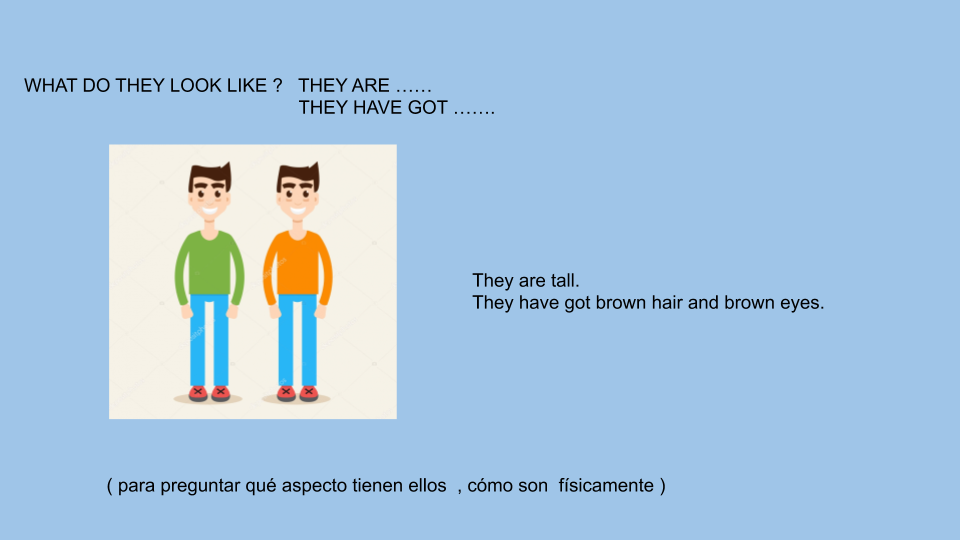 WHAT DO THEY LOOK LIKE ? THEY ARE ……
THEY HAVE GOT …….
They are tall.
They have got brown hair and brown eyes.
( para preguntar qué aspecto tienen ellos , cómo son físicamente )